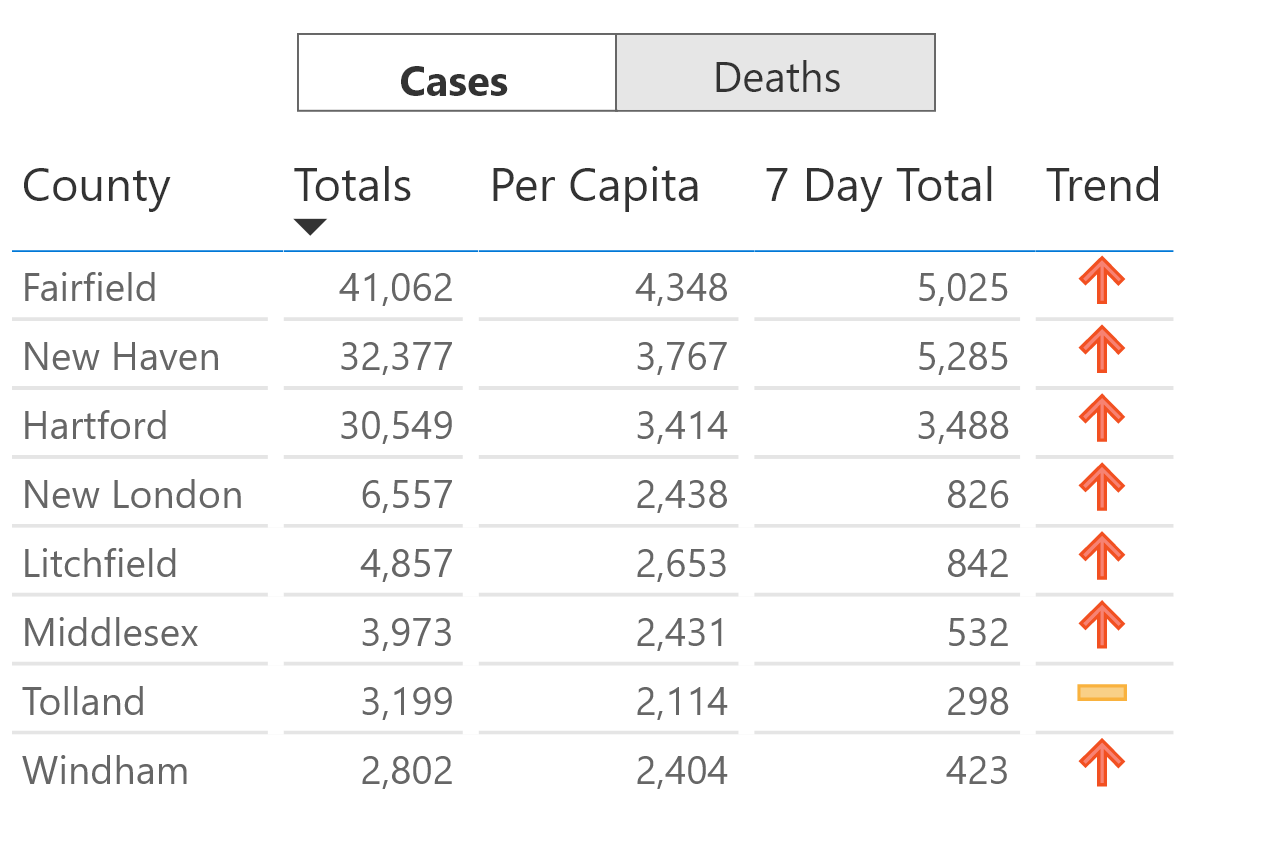 Cases Deaths
County Totals Per Capita 7 Day Total Trend
Fairfield 41,062 4,348 5,025
New Haven 32,377 3,767 5,285
Hartford 30,549 3,414 3,488
New London 6,557 2,438 826
Litchfield 4,857 2,653 842
Middlesex 3,973 2,431 532
Tolland 3,199 2,114 298
Windham 2,802 2,404 423